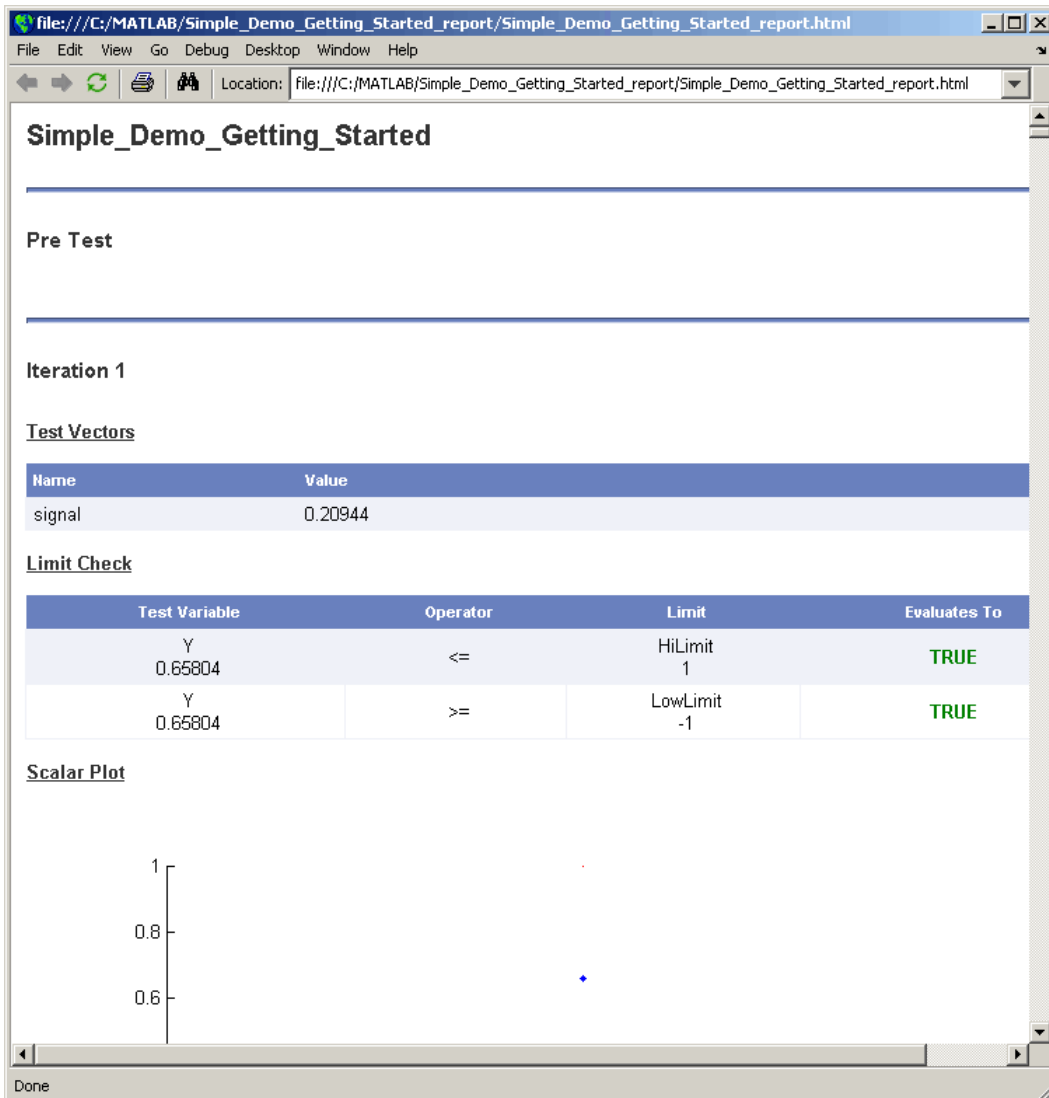 file:///C:/MATLAB/Simple_Demo_Getting_Started_report/Simple_Demo_Getting_Started_report.html
File Edit View Go Debug Desktop Window Help
Location: file:///C:/MATLAB/Simple_Demo_Getting_Started_report/Simple_Demo_Getting_Started_report.html
Simple_Demo_Getting_Started
Pre Test
Iteration 1
Test Vectors
Name Value
signal 0.20944
Limit Check
Test Variable Operator Limit Evaluates To
Y <= HiLimit TRUE
0.65804 1
Y >= LowLimit TRUE
0.65804 -1
Scalar Plot
1
0.8
0.6
Done